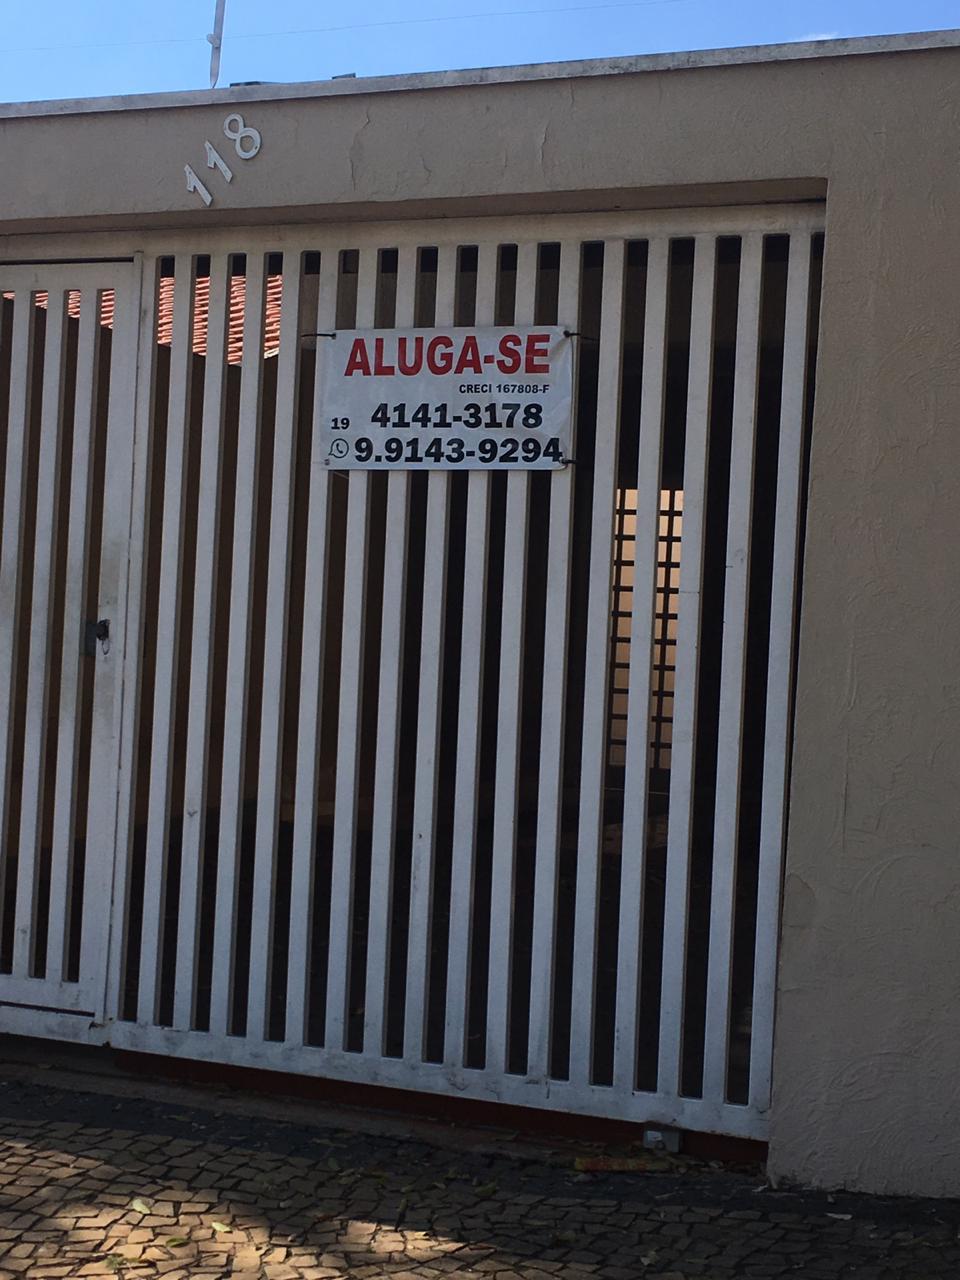 118
ALUGA-SE
CRECI 167808-F
19 4141-3178
9.9143-9294